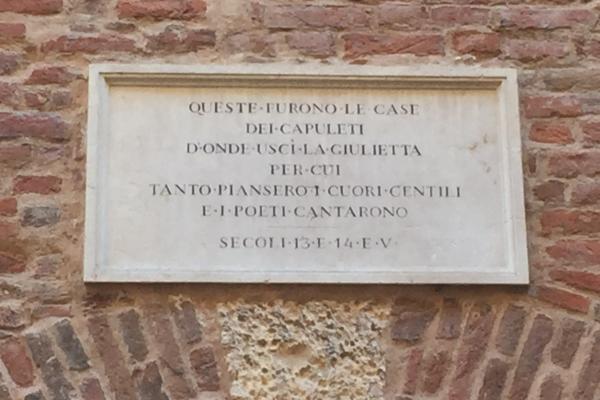 QUESTE·FURONO·LE·CASE
DEI·CAPULETI
D'ONDE·USCÌ·LA·GIULIETTA
PER·CUI
TANTO·PIANSERO·I·CUORI·GENTILI
E·I·POETI·CANTARONO
SECOLI·13·E·14·E·V·